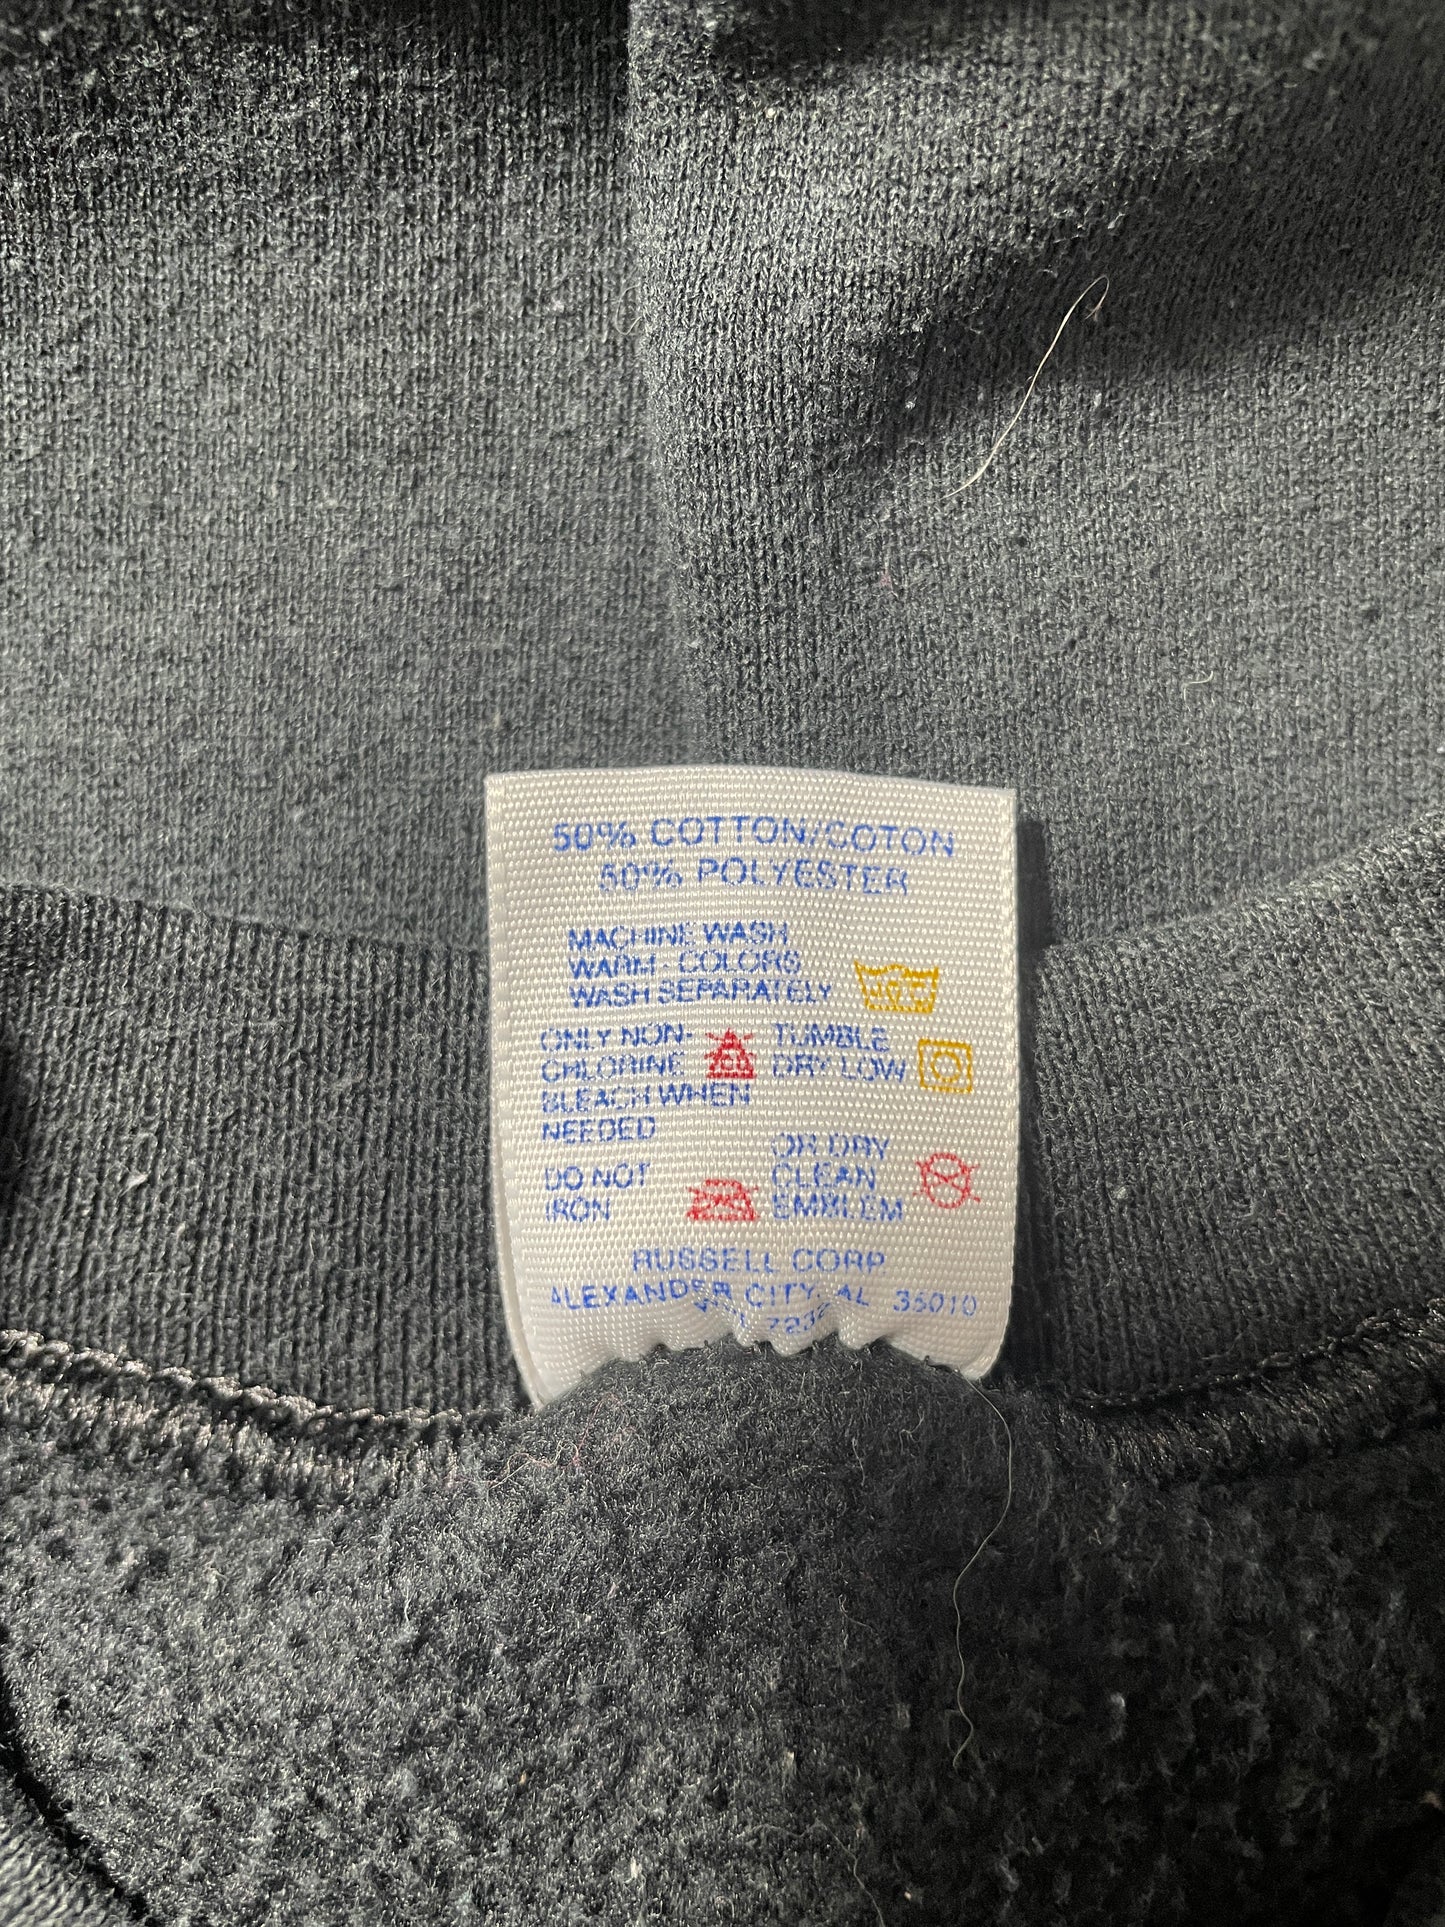 50% COTTON/COTON
50% POLYESTER
MACHINE WASH
WARM - COLORS
WASH SEPARATELY
ONLY NON-
CHLORINE
BLEACH WHEN
NEEDED
TUMBLE
DRY LOW
DO NOT
IRON
OR DRY
CLEAN
EMBLEM
RUSSELL CORP
ALEXANDER CITY, AL 35010